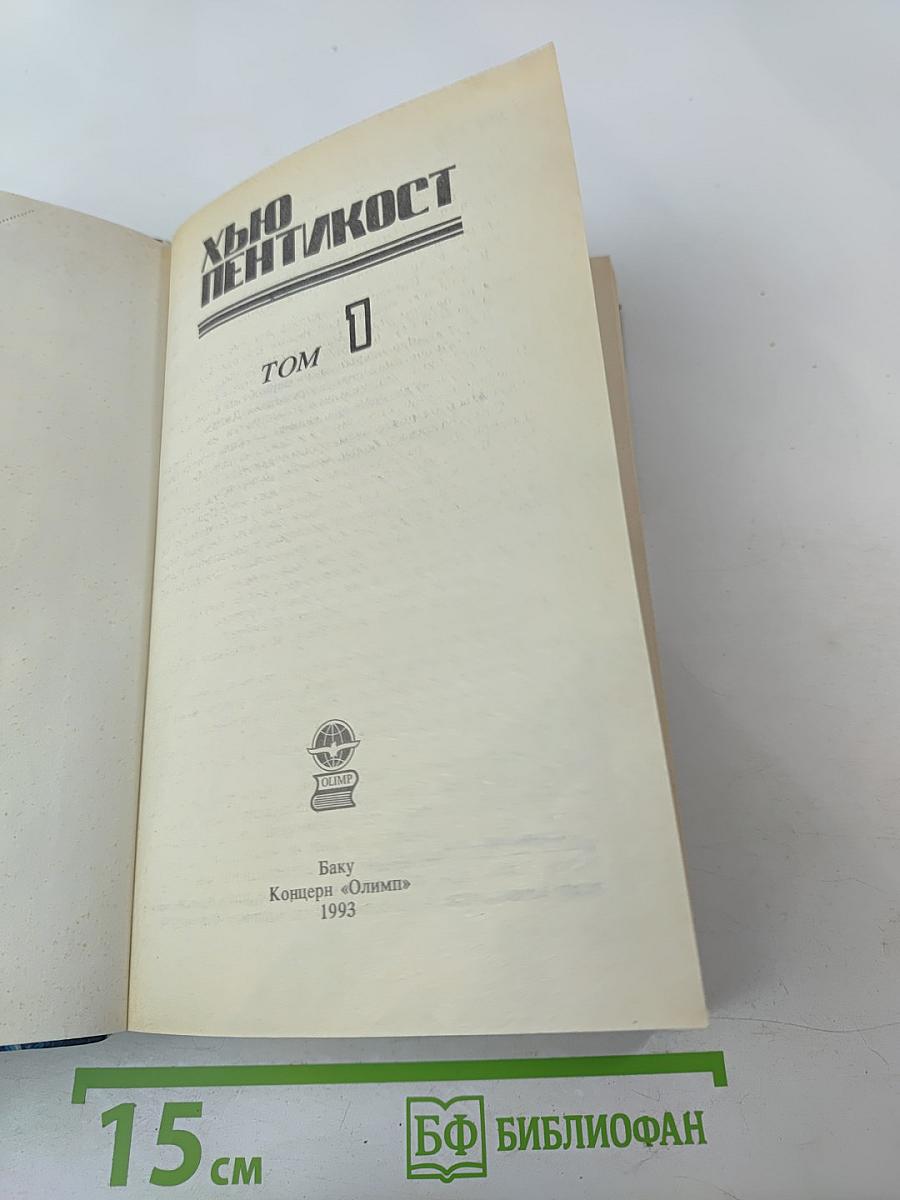 ХЬЮ
ПЕНТИКОСТ
ТОМ 1
OLIMP
Баку
Концерн «Олимп»
1993
15 см
БФ БИБЛИОФАН